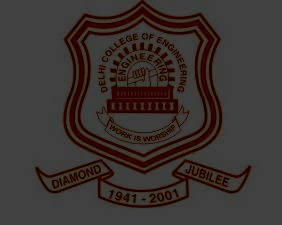 DELHI COLLEGE OF ENGINEERING
ENGINEERING
WORK IS WORSHIP
DIAMOND JUBILEE
1941 - 2001